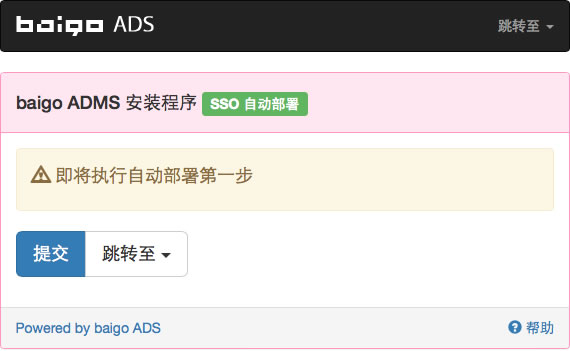 baigo ADS
跳转至
baigo ADMS 安装程序 SSO 自动部署
即将执行自动部署第一步
提交 跳转至
Powered by baigo ADS
帮助